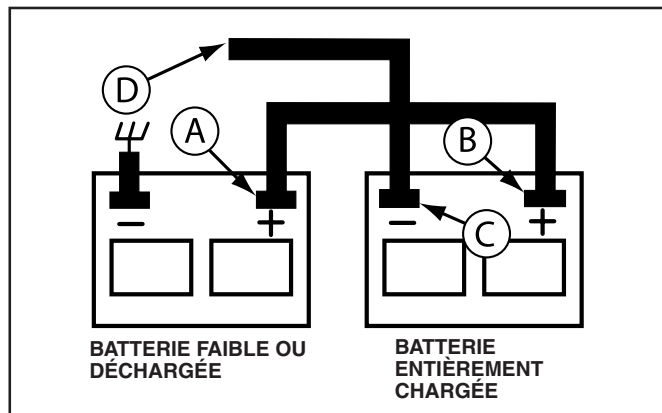 D
A
B
C
– +
– +
BATTERIE FAIBLE OU
DÉCHARGÉE
BATTERIE
ENTIÈREMENT
CHARGÉE